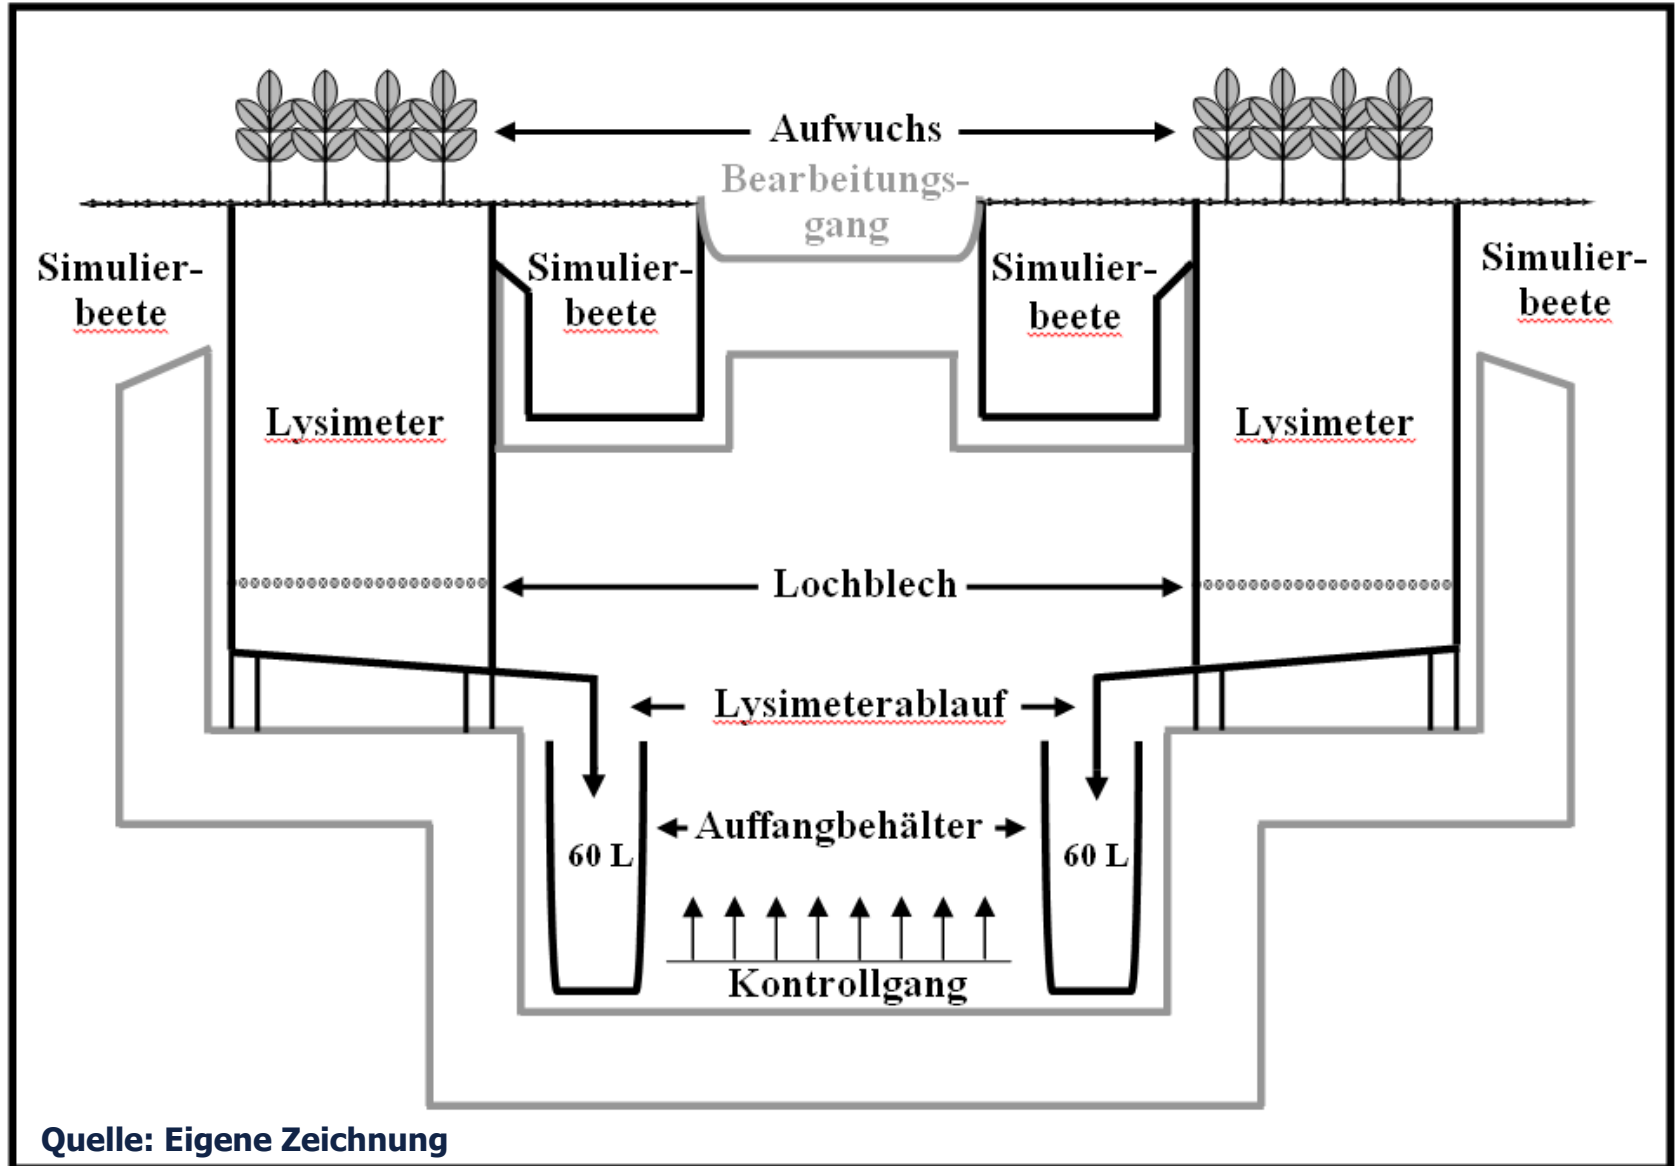 Aufwuchs
Bearbeitungs-
gang
Simulier-
beete
Simulier-
beete
Simulier-
beete
Simulier-
beete
Lysimeter
Lysimeter
Lochblech
Lysimeterablauf
Auffangbehälter
60 L
60 L
Kontrollgang
Quelle: Eigene Zeichnung